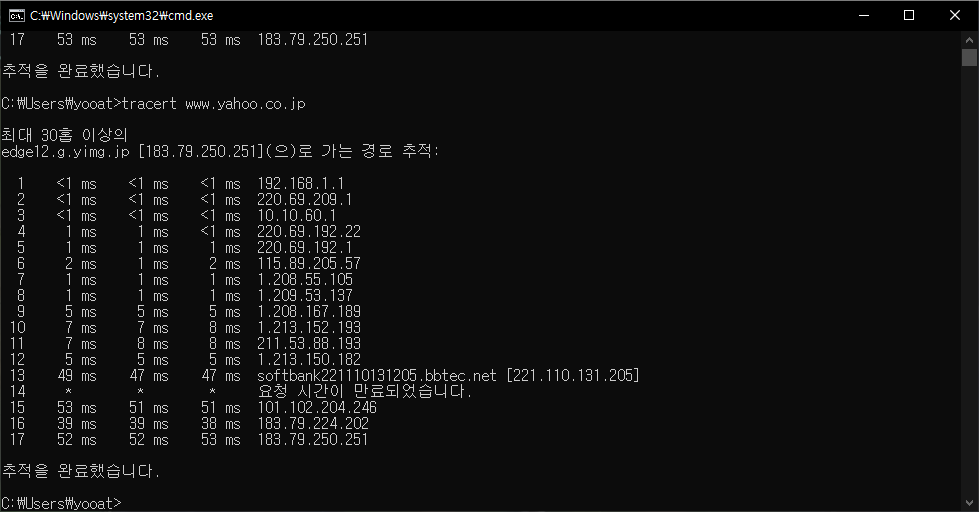 C:₩Windows₩system32₩cmd.exe
17 53 ms 53 ms 53 ms 183.79.250.251
추적을 완료했습니다.
C:₩Users₩yooat>tracert www.yahoo.co.jp
최대 30홉 이상의
edge12.g.yimg.jp [183.79.250.251](으)로 가는 경로 추적:
1 <1 ms <1 ms <1 ms 192.168.1.1
2 <1 ms <1 ms <1 ms 220.69.209.1
3 <1 ms <1 ms <1 ms 10.10.60.1
4 1 ms 1 ms <1 ms 220.69.192.22
5 1 ms 1 ms 1 ms 220.69.192.1
6 2 ms 1 ms 2 ms 115.89.205.57
7 1 ms 1 ms 1 ms 1.208.55.105
8 1 ms 1 ms 1 ms 1.209.53.137
9 5 ms 5 ms 5 ms 1.208.167.189
10 7 ms 7 ms 8 ms 1.213.152.193
11 7 ms 8 ms 8 ms 211.53.88.193
12 5 ms 5 ms 5 ms 1.213.150.182
13 49 ms 47 ms 47 ms softbank221110131205.bbtec.net [221.110.131.205]
14 * * * 요청 시간이 만료되었습니다.
15 53 ms 51 ms 51 ms 101.102.204.246
16 39 ms 39 ms 38 ms 183.79.224.202
17 52 ms 52 ms 53 ms 183.79.250.251
추적을 완료했습니다.
C:₩Users₩yooat>